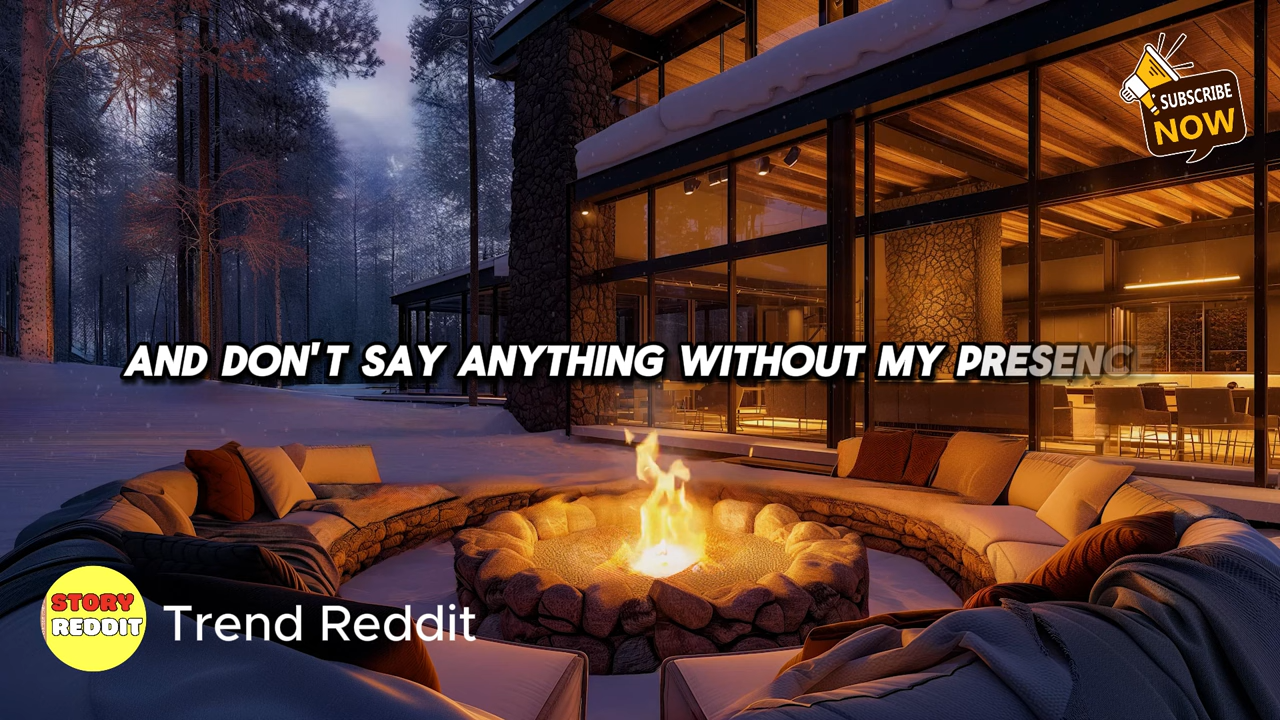 SUBSCRIBE
NOW
AND DON'T SAY ANYTHING WITHOUT MY PRESENCE
STORY
REDDIT
Trend Reddit